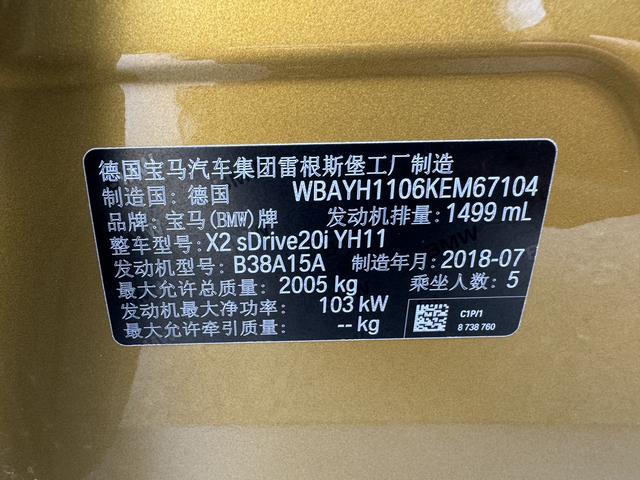 德国宝马汽车集团雷根斯堡工厂制造
制造国: 德国 WBAYH1106KEM67104
品牌: 宝马(BMW)牌 发动机排量: 1499 mL
整车型号: X2 sDrive20i YH11
发动机型号: B38A15A 制造年月: 2018-07
最大允许总质量: 2005 kg 乘坐人数: 5
发动机最大净功率: 103 kW
最大允许牵引质量: -- kg
C1P/1
8 738 760